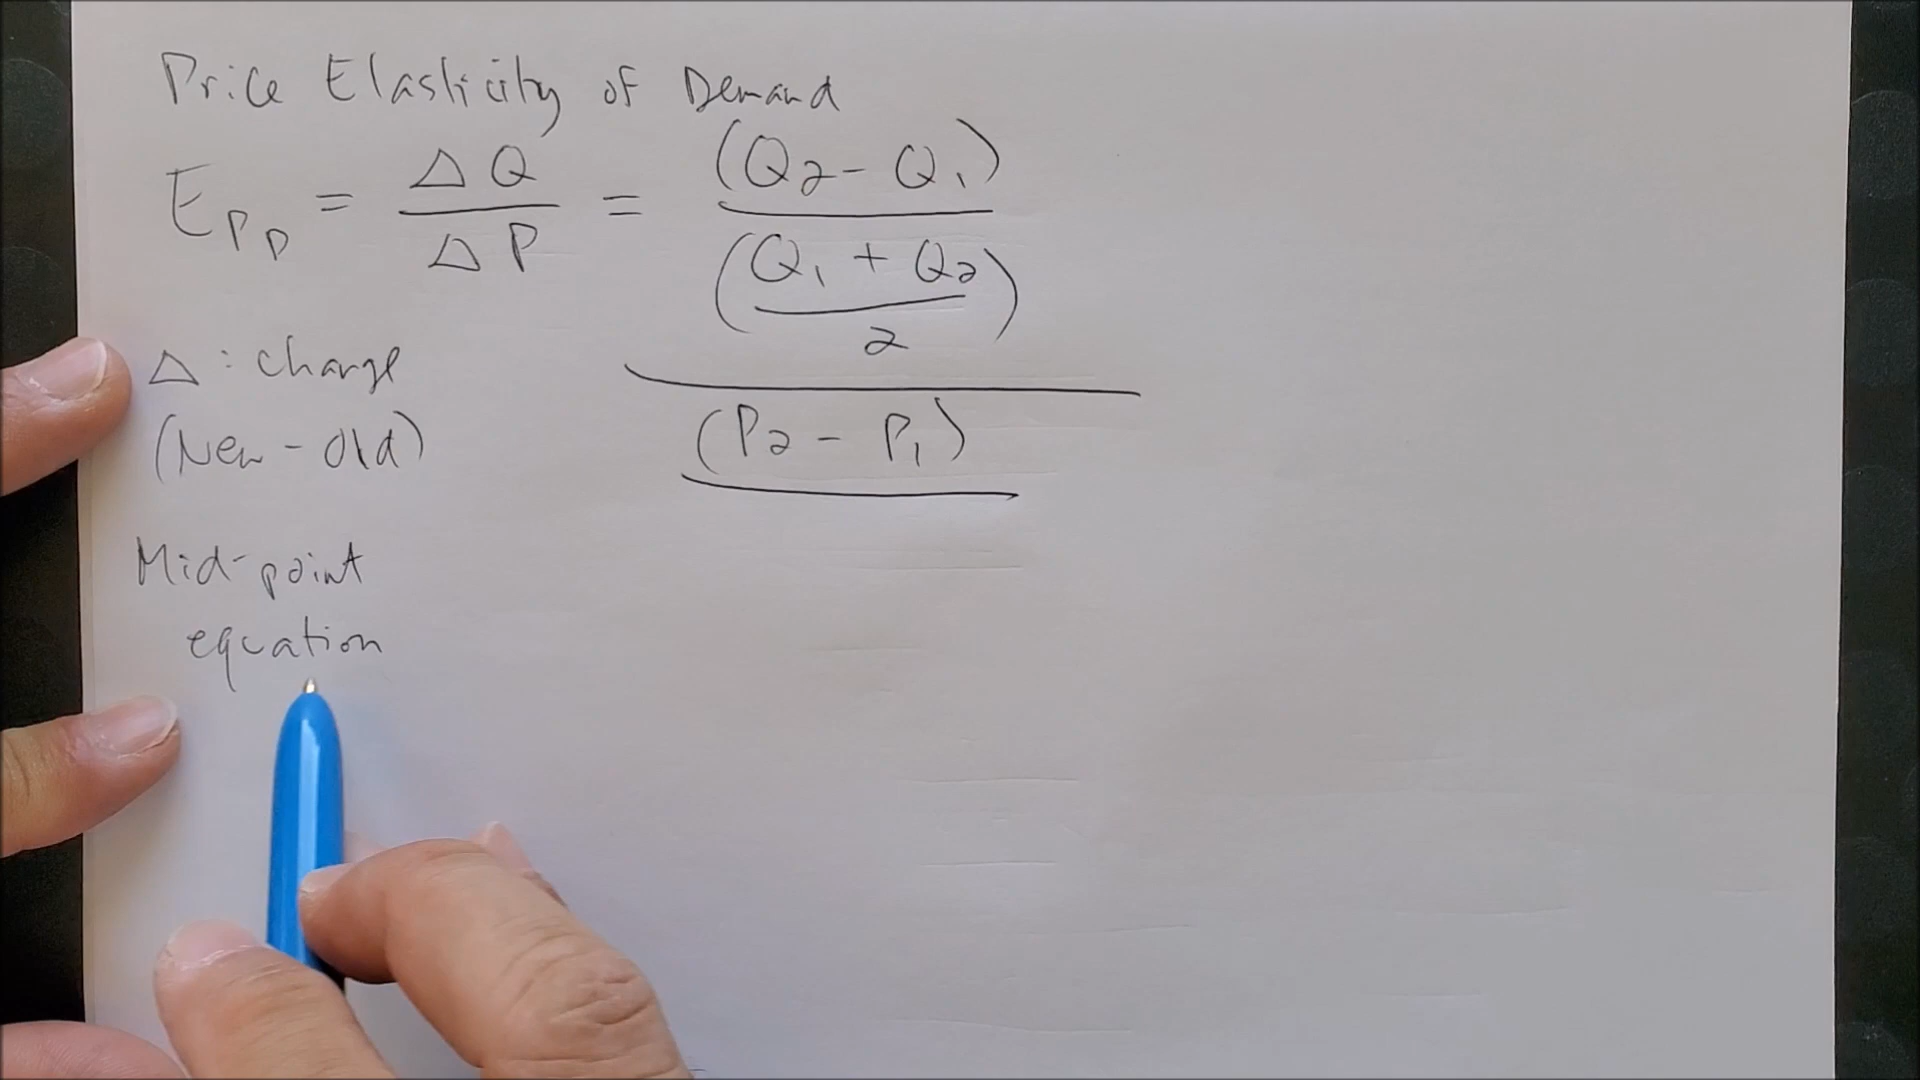 Price Elasticity of Demand
E_PD = ΔQ / ΔP = (Q2 - Q1) / ((Q1 + Q2) / 2)
Δ : change
(New - Old)
(P2 - P1)
Mid-point
equation